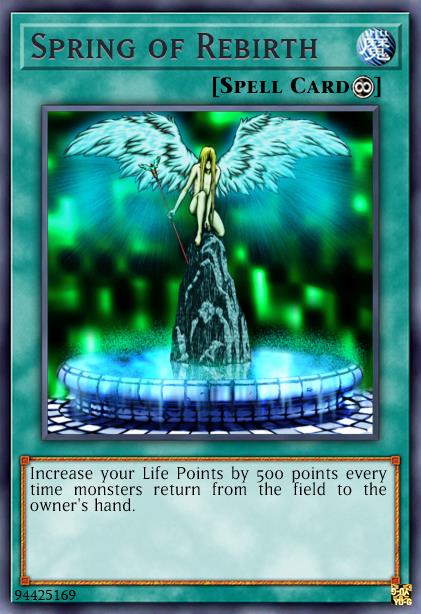 Spring of Rebirth
魔
[Spell Card∞]
Increase your Life Points by 500 points every
time monsters return from the field to the
owner's hand.
94425169